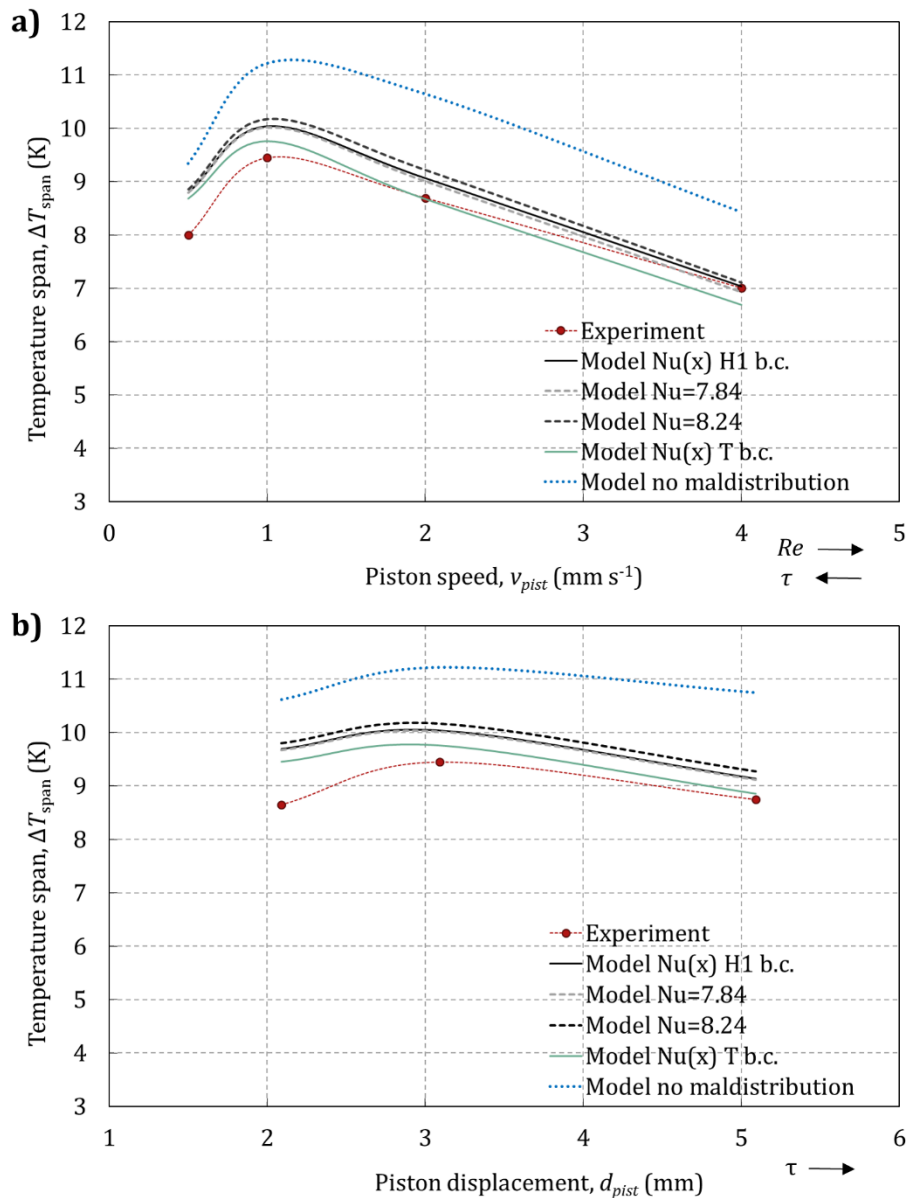 a)
12
11
10
9
8
7
6
5
4
3
Temperature span, ΔTspan (K)
Experiment
Model Nu(x) H1 b.c.
Model Nu=7.84
Model Nu=8.24
Model Nu(x) T b.c.
Model no maldistribution
0 1 2 3 4 5
Re →
Piston speed, vpist (mm s⁻¹)
τ ←
b)
12
11
10
9
8
7
6
5
4
3
Temperature span, ΔTspan (K)
Experiment
Model Nu(x) H1 b.c.
Model Nu=7.84
Model Nu=8.24
Model Nu(x) T b.c.
Model no maldistribution
1 2 3 4 5 6
τ →
Piston displacement, dpist (mm)